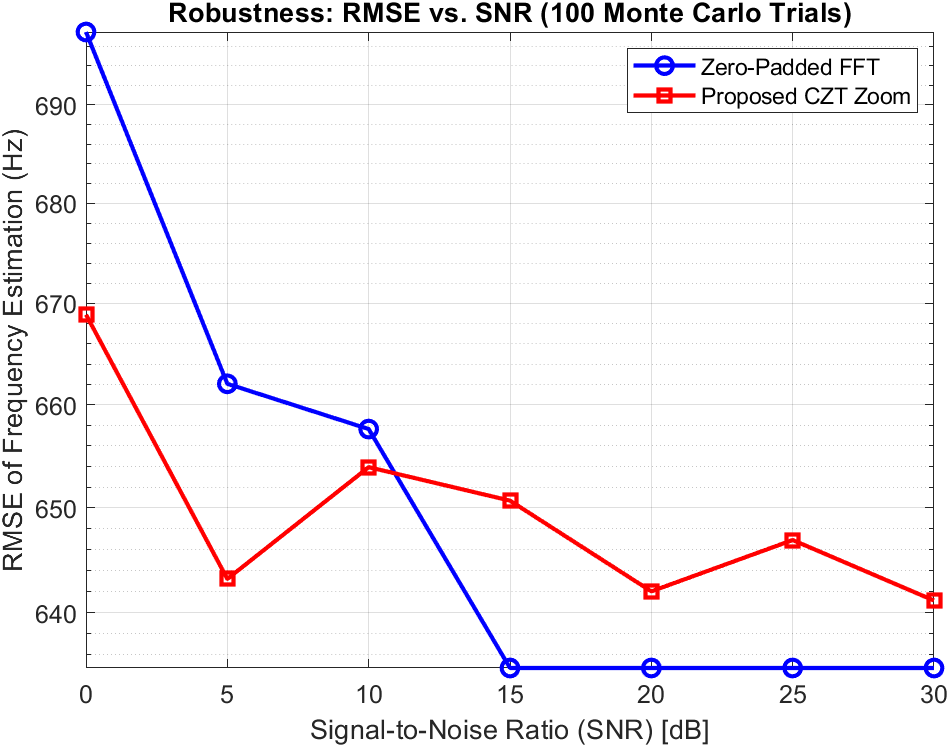 Robustness: RMSE vs. SNR (100 Monte Carlo Trials)
Zero-Padded FFT
Proposed CZT Zoom
RMSE of Frequency Estimation (Hz)
690
680
670
660
650
640
0 5 10 15 20 25 30
Signal-to-Noise Ratio (SNR) [dB]